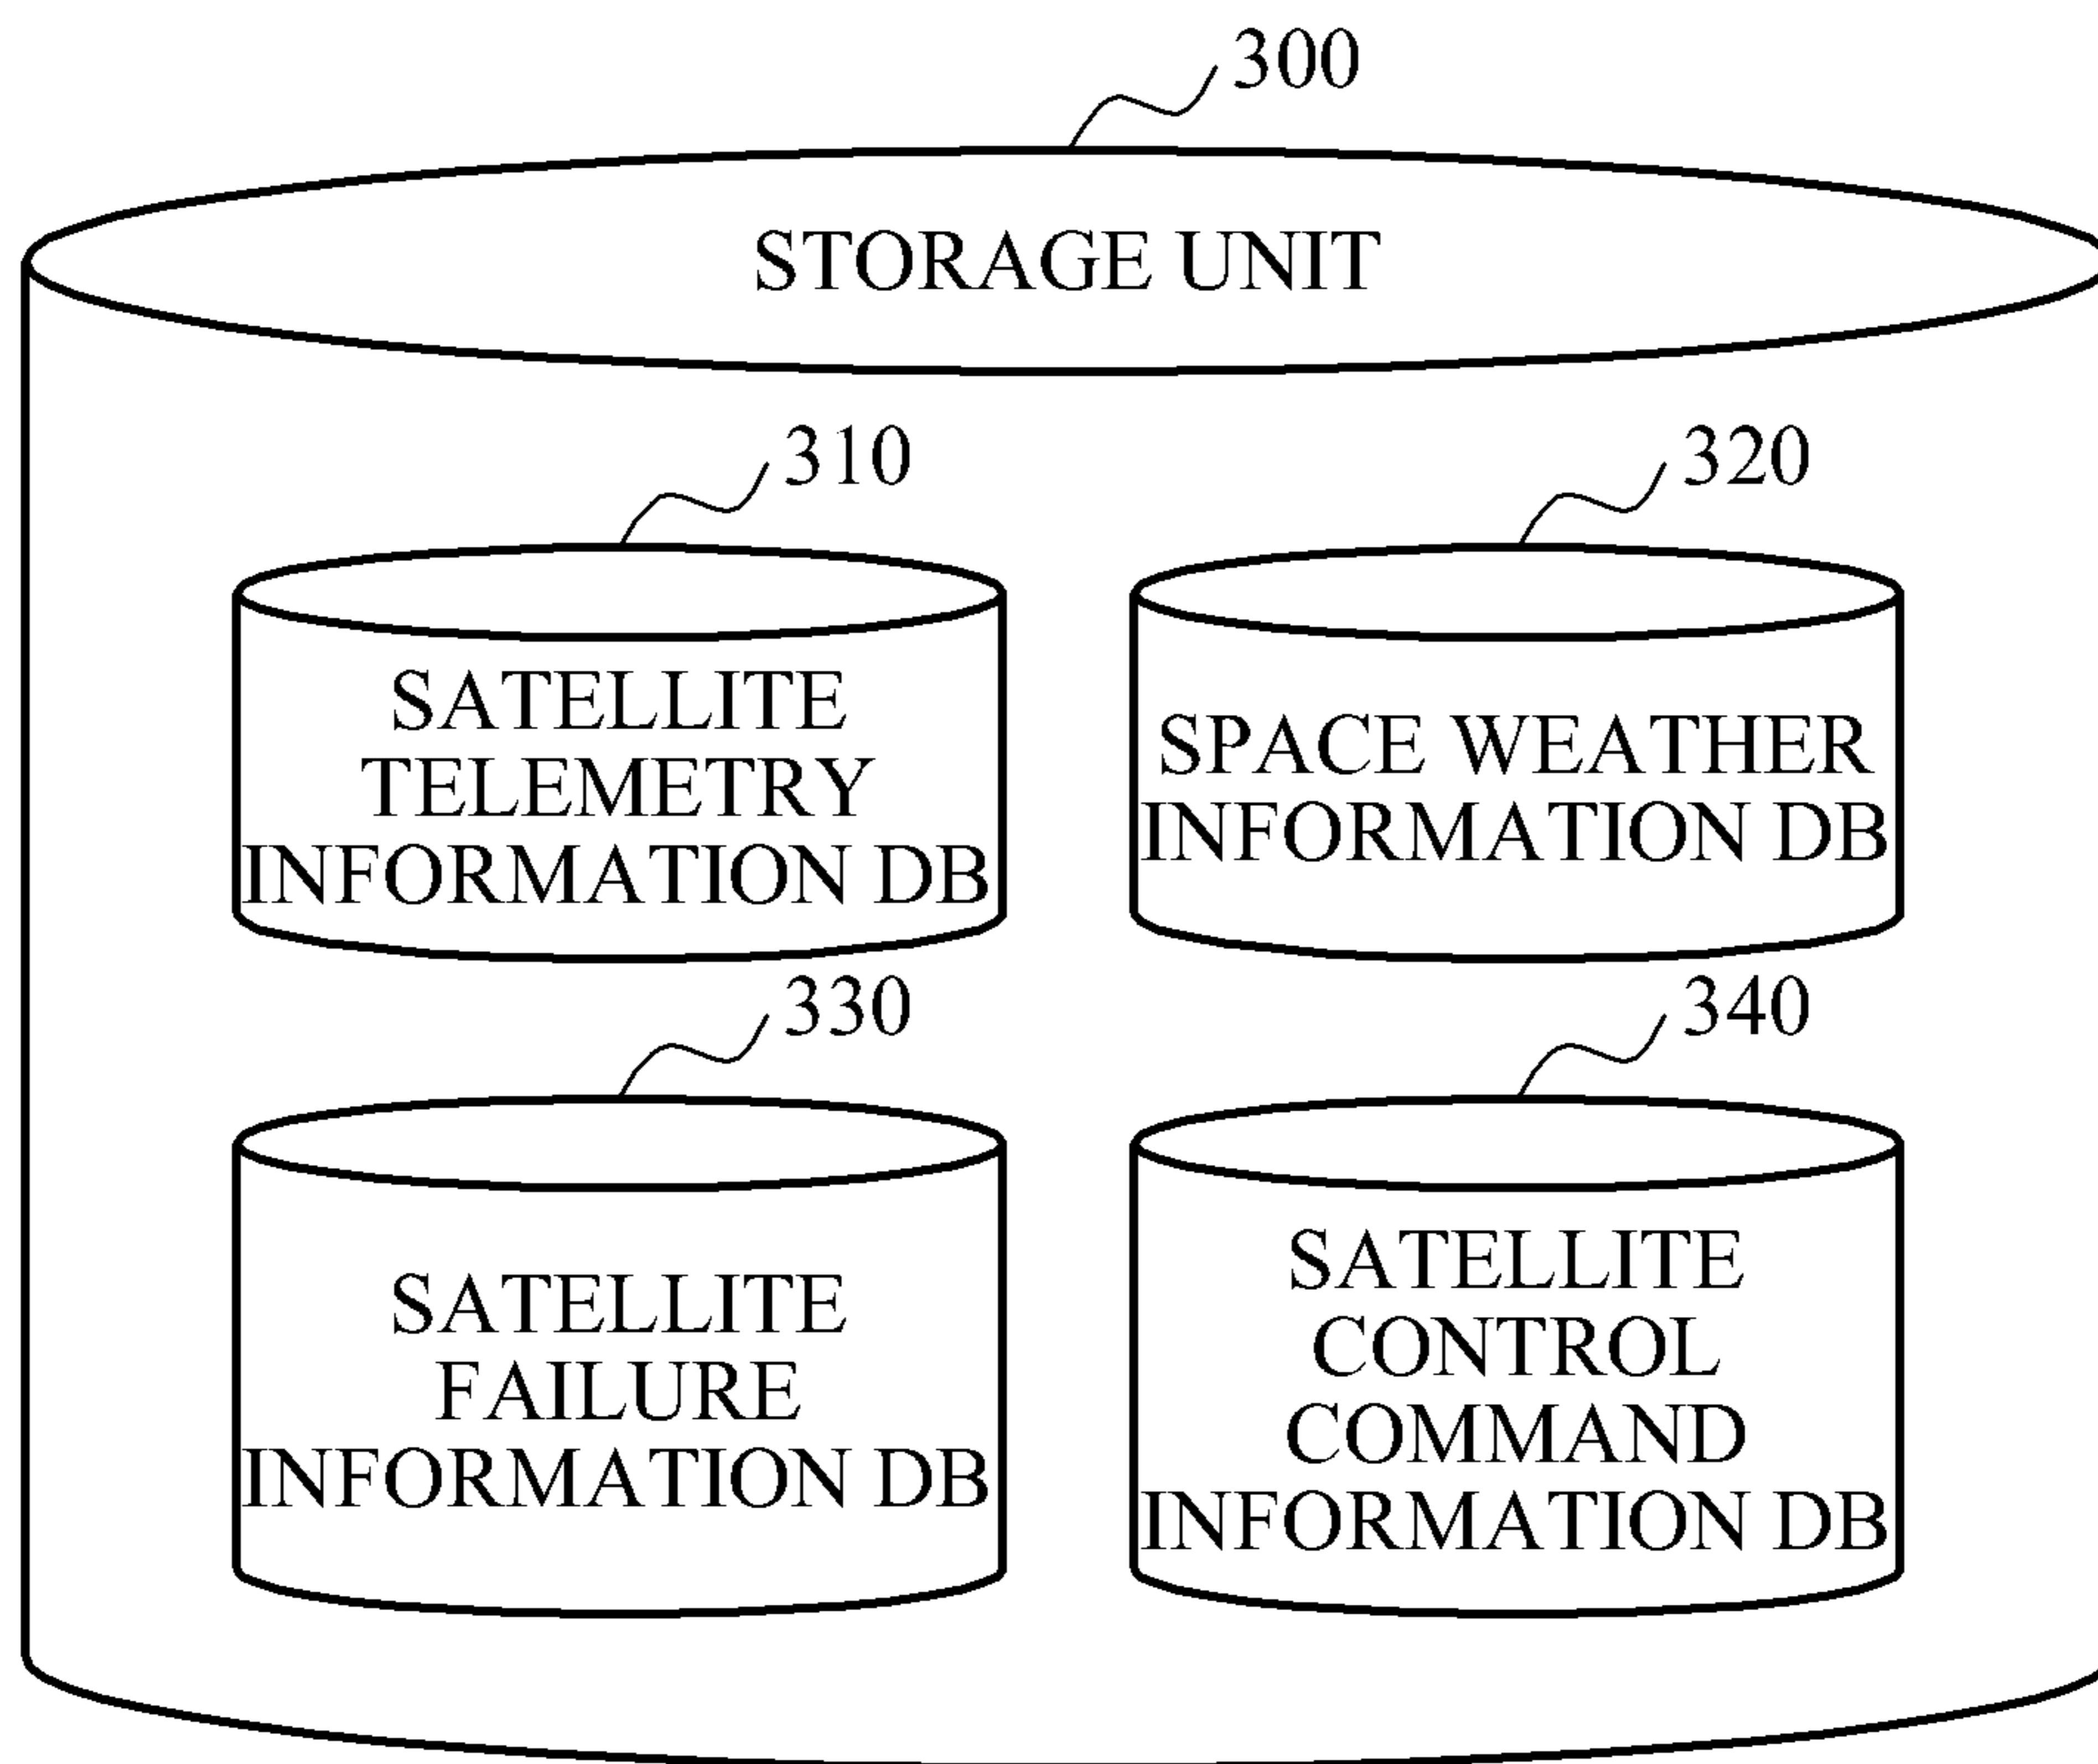 300
STORAGE UNIT
310
320
SATELLITE
TELEMETRY
INFORMATION DB
SPACE WEATHER
INFORMATION DB
330
340
SATELLITE
FAILURE
INFORMATION DB
SATELLITE
CONTROL
COMMAND
INFORMATION DB